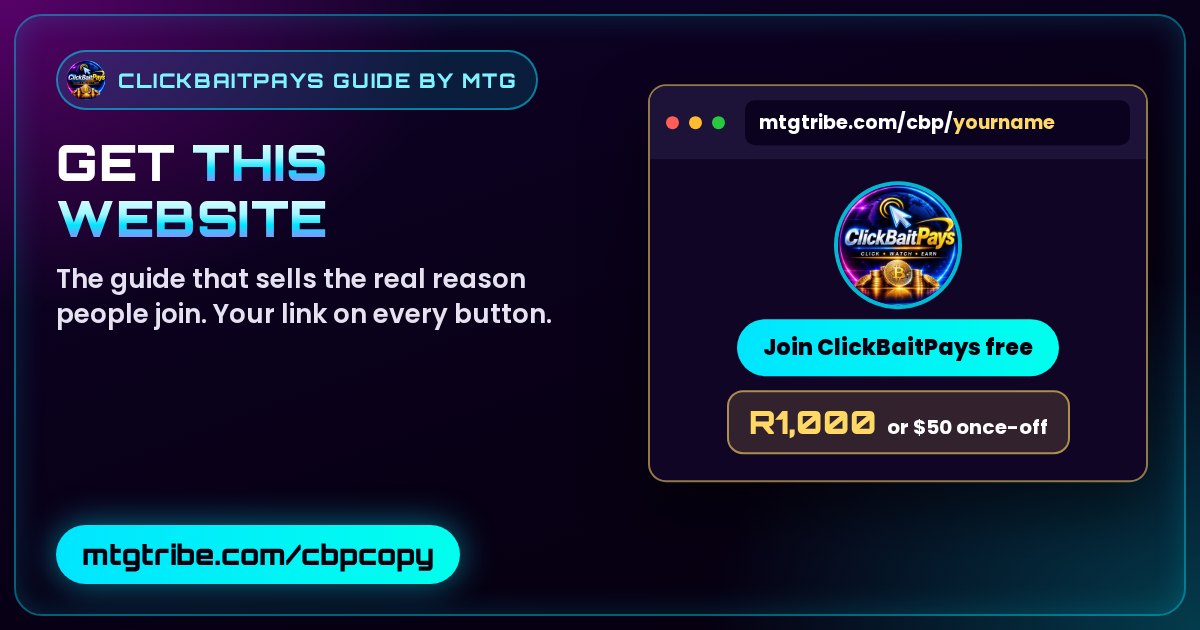 ClickBaitPays
CLICKBAITPAYS GUIDE BY MTG
GET THIS
WEBSITE
The guide that sells the real reason
people join. Your link on every button.
mtgtribe.com/cbpcopy
mtgtribe.com/cbp/yourname
ClickBaitPays
CLICK • WATCH • EARN
Join ClickBaitPays free
R1,000 or $50 once-off